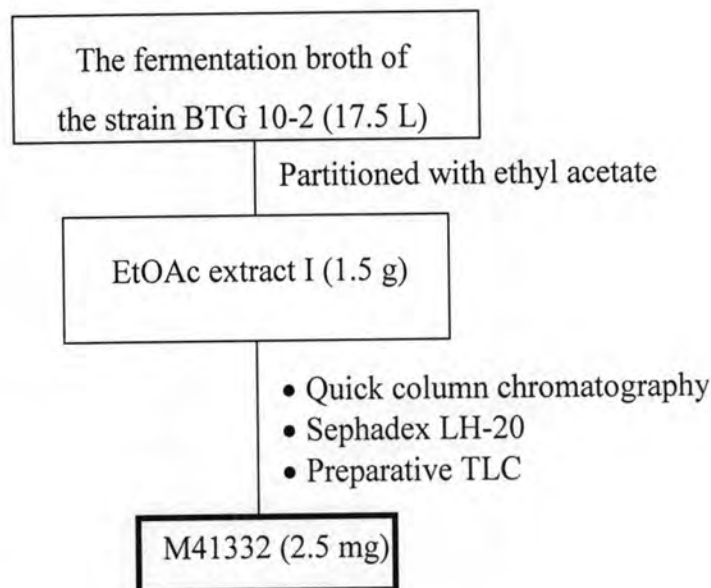 The fermentation broth of
the strain BTG 10-2 (17.5 L)
Partitioned with ethyl acetate
EtOAc extract I (1.5 g)
• Quick column chromatography
• Sephadex LH-20
• Preparative TLC
M41332 (2.5 mg)